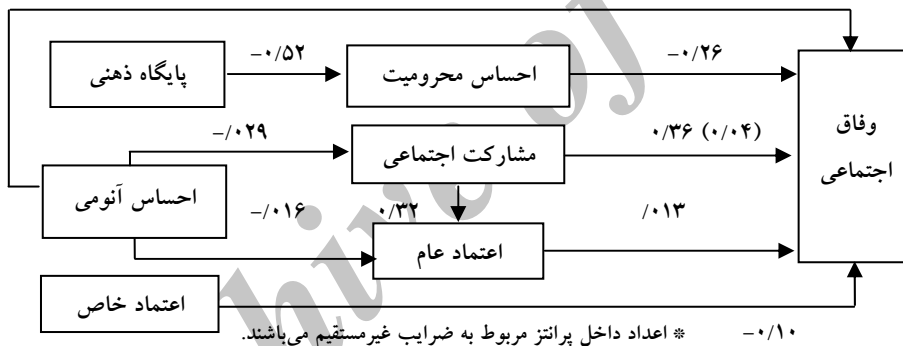 پایگاه ذهنی
-۰/۵۲
احساس محرومیت
-۰/۲۶
وفاق
اجتماعی
-/۰۲۹
مشارکت اجتماعی
۰/۳۶ (۰/۰۴)
احساس آنومی
-/۰۱۶
۰/۳۲
اعتماد عام
/۰۱۳
اعتماد خاص
-۰/۱۰
* اعداد داخل پرانتز مربوط به ضرایب غیرمستقیم می‌باشند.
hive of